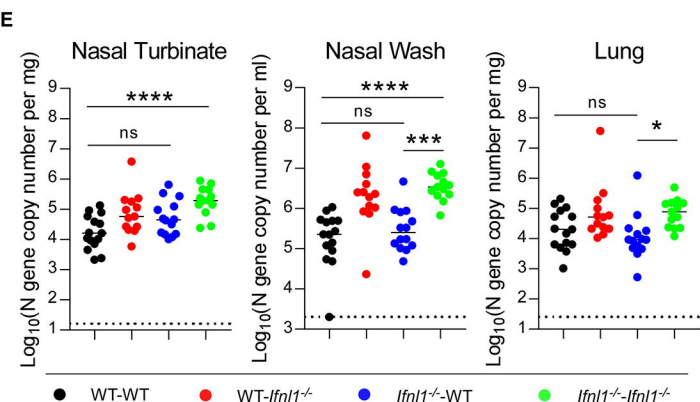 E
Nasal Turbinate
Log10(N gene copy number per mg)
9
8
7
6
5
4
3
2
1
****
ns
Nasal Wash
Log10(N gene copy number per ml)
9
8
7
6
5
4
3
****
ns
***
Lung
Log10(N gene copy number per mg)
9
8
7
6
5
4
3
2
1
ns
*
WT-WT
WT-Ifnl1-/-
Ifnl1-/--WT
Ifnl1-/--Ifnl1-/-